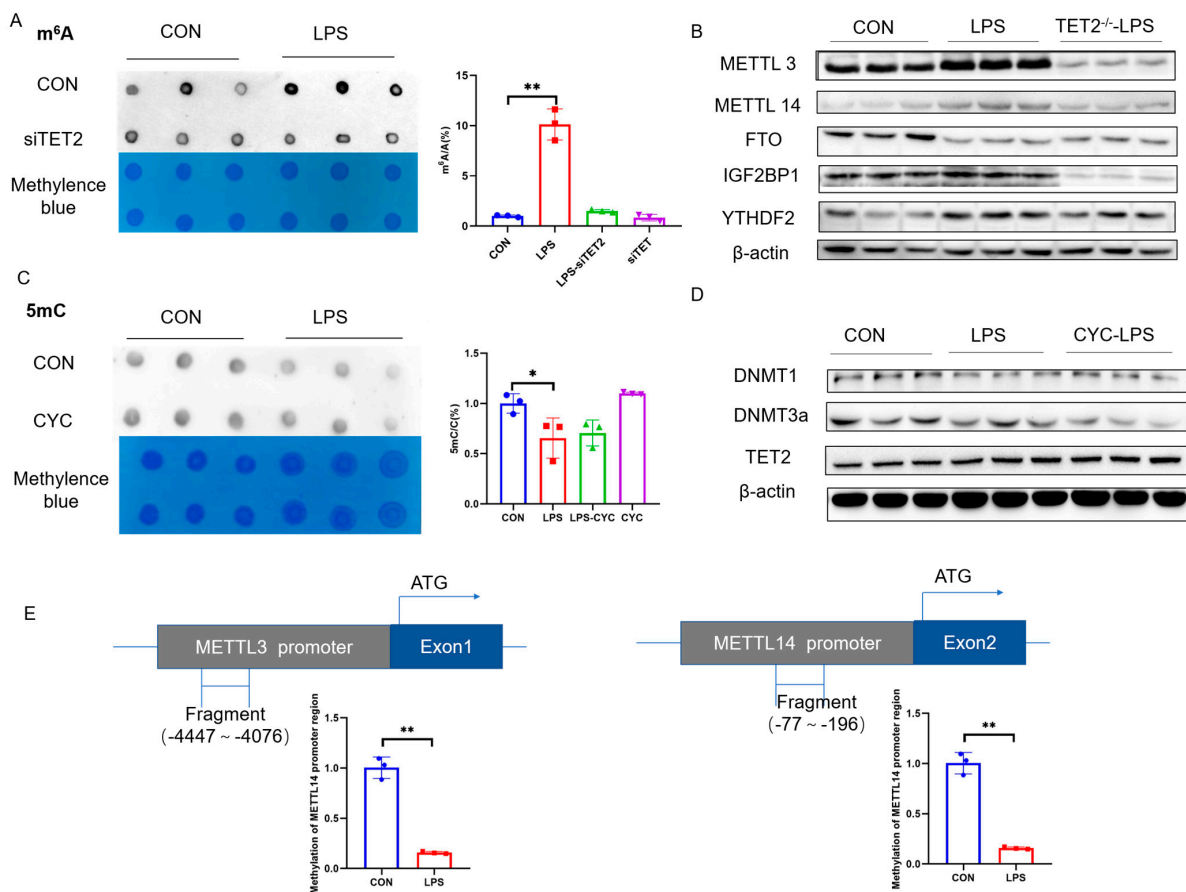 A
m⁶A
CON
LPS
CON
siTET2
Methylence
blue
m⁶A/A(%)
15
10
5
0
**
CON
LPS
LPS-siTET2
siTET
B
CON
LPS
TET2⁻/⁻-LPS
METTL 3
METTL 14
FTO
IGF2BP1
YTHDF2
β-actin
C
5mC
CON
LPS
CON
CYC
Methylence
blue
5mC/C(%)
1.5
1.0
0.5
0.0
*
CON
LPS
LPS-CYC
CYC
D
CON
LPS
CYC-LPS
DNMT1
DNMT3a
TET2
β-actin
E
ATG
METTL3 promoter
Exon1
Fragment
(-4447 ~ -4076)
Methylation of METTL14 promoter region
1.5
1.0
0.5
0.0
**
CON
LPS
ATG
METTL14 promoter
Exon2
Fragment
(-77 ~ -196)
Methylation of METTL14 promoter region
1.5
1.0
0.5
0.0
**
CON
LPS